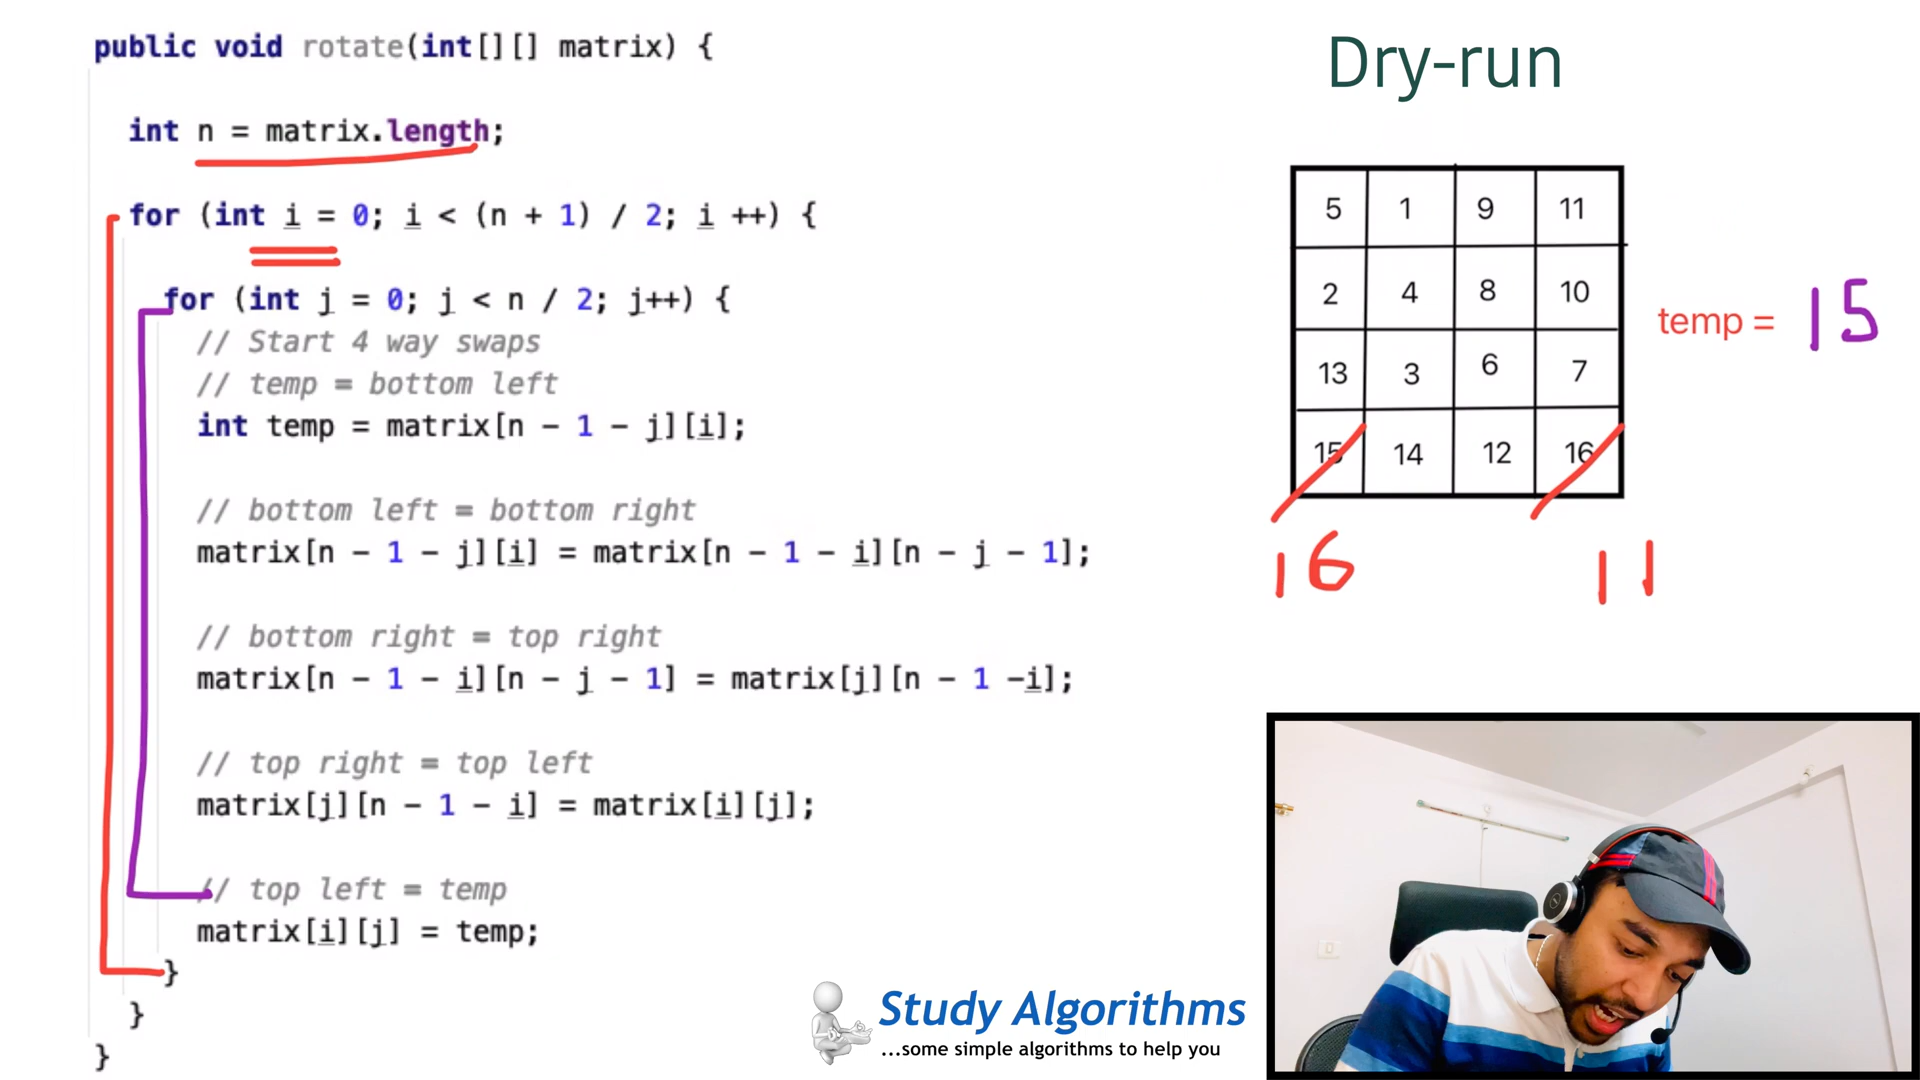 public void rotate(int[][] matrix) {
int n = matrix.length;
for (int i = 0; i < (n + 1) / 2; i ++) {
for (int j = 0; j < n / 2; j++) {
// Start 4 way swaps
// temp = bottom left
int temp = matrix[n - 1 - j][i];
// bottom left = bottom right
matrix[n - 1 - j][i] = matrix[n - 1 - i][n - j - 1];
// bottom right = top right
matrix[n - 1 - i][n - j - 1] = matrix[j][n - 1 -i];
// top right = top left
matrix[j][n - 1 - i] = matrix[i][j];
// top left = temp
matrix[i][j] = temp;
}
}
}
Dry-run
5 1 9 11
2 4 8 10
13 3 6 7
15 14 12 16
temp = 15
16 11
Study Algorithms
...some simple algorithms to help you